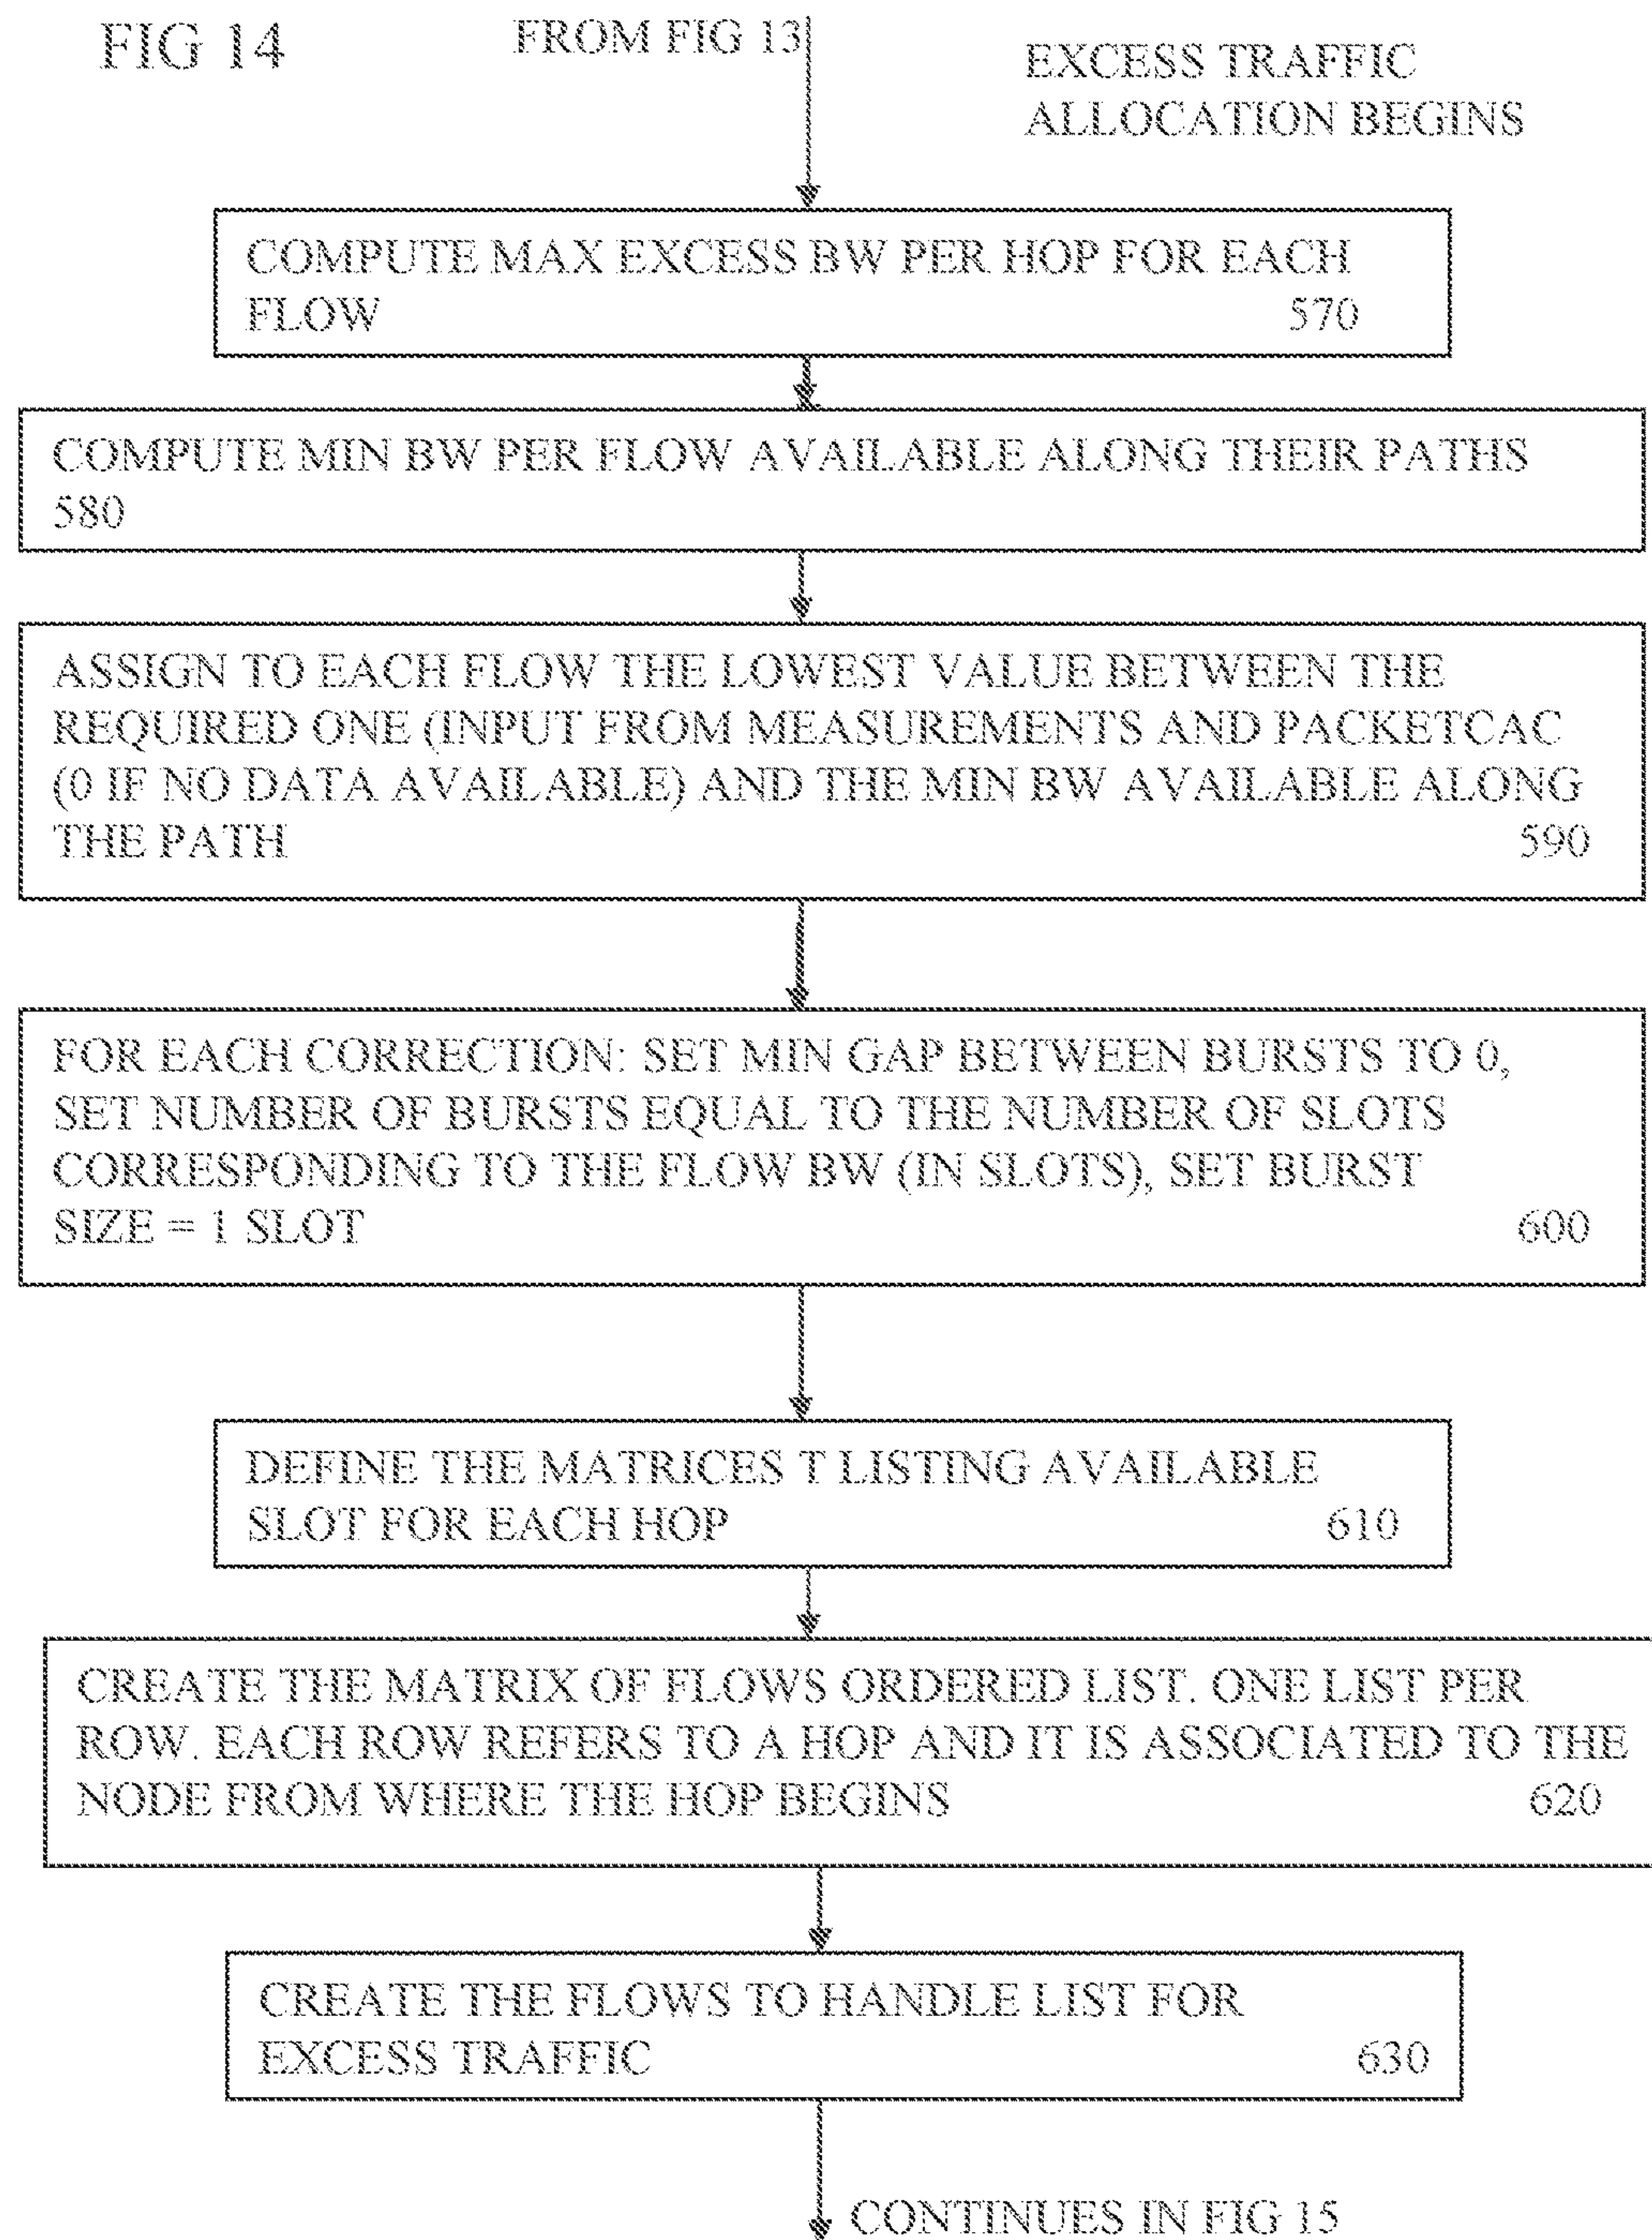 FIG 14
FROM FIG 13
EXCESS TRAFFIC
ALLOCATION BEGINS
COMPUTE MAX EXCESS BW PER HOP FOR EACH
FLOW 570
COMPUTE MIN BW PER FLOW AVAILABLE ALONG THEIR PATHS
580
ASSIGN TO EACH FLOW THE LOWEST VALUE BETWEEN THE
REQUIRED ONE (INPUT FROM MEASUREMENTS AND PACKETCAC
(0 IF NO DATA AVAILABLE) AND THE MIN BW AVAILABLE ALONG
THE PATH 590
FOR EACH CORRECTION: SET MIN GAP BETWEEN BURSTS TO 0,
SET NUMBER OF BURSTS EQUAL TO THE NUMBER OF SLOTS
CORRESPONDING TO THE FLOW BW (IN SLOTS), SET BURST
SIZE = 1 SLOT 600
DEFINE THE MATRICES T LISTING AVAILABLE
SLOT FOR EACH HOP 610
CREATE THE MATRIX OF FLOWS ORDERED LIST. ONE LIST PER
ROW. EACH ROW REFERS TO A HOP AND IT IS ASSOCIATED TO THE
NODE FROM WHERE THE HOP BEGINS 620
CREATE THE FLOWS TO HANDLE LIST FOR
EXCESS TRAFFIC 630
CONTINUES IN FIG 15